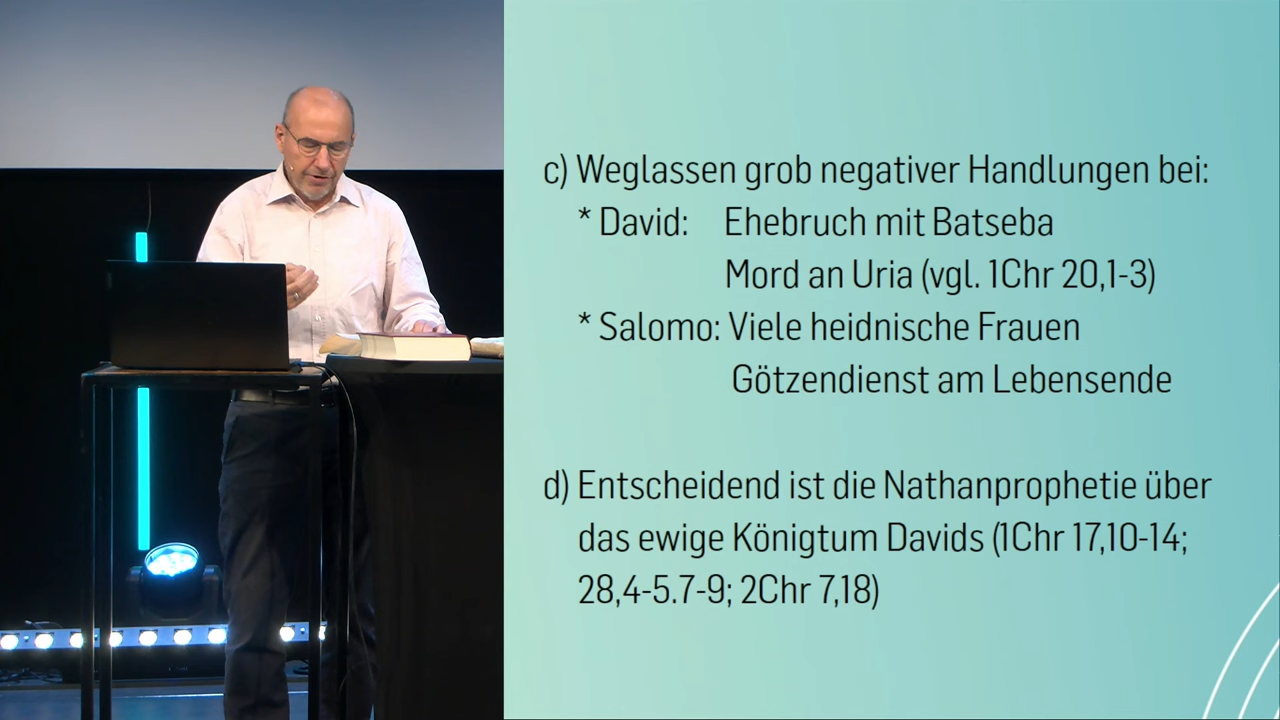 c) Weglassen grob negativer Handlungen bei:
* David: Ehebruch mit Batseba
Mord an Uria (vgl. 1Chr 20,1-3)
* Salomo: Viele heidnische Frauen
Götzendienst am Lebensende
d) Entscheidend ist die Nathanprophetie über
das ewige Königtum Davids (1Chr 17,10-14;
28,4-5.7-9; 2Chr 7,18)